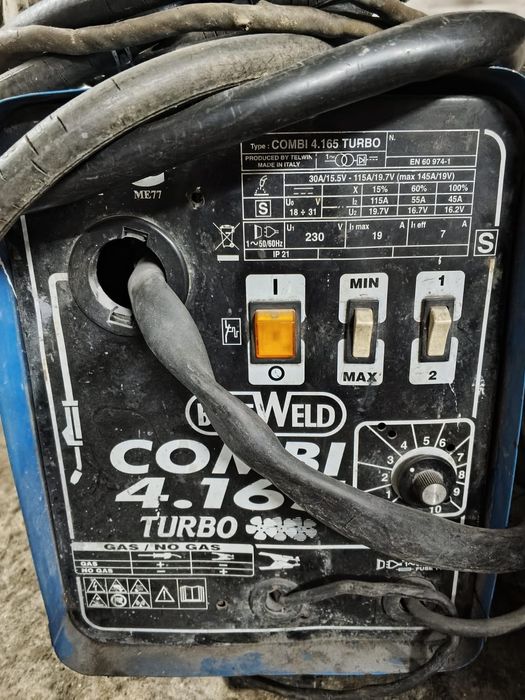 Type: COMBI 4.165 TURBO
N.
PRODUCED BY TELWIN
MADE IN ITALY
1~
EN 60 974-1
30A/15.5V - 115A/19.7V (max 145A/19V)
X 15% 60% 100%
S
U₀ V
18 ÷ 31
I₂ 115A 55A 45A
U₂ 19.7V 16.7V 16.2V
1~50/60Hz
U₁ V
230
I₁ max A
19
I₁ eff A
7
IP 21
S
ME77
I
O
MIN
MAX
1
2
WELD
COMBI
4.165
TURBO
1 4 5 6 7 8 9 10
GAS / NO GAS
GAS + -
NO GAS - +
FUSE